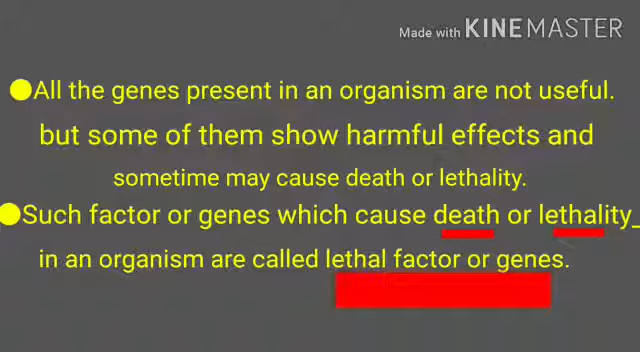 Made with KINEMASTER
●All the genes present in an organism are not useful.
but some of them show harmful effects and
sometime may cause death or lethality.
●Such factor or genes which cause death or lethality_
in an organism are called lethal factor or genes.